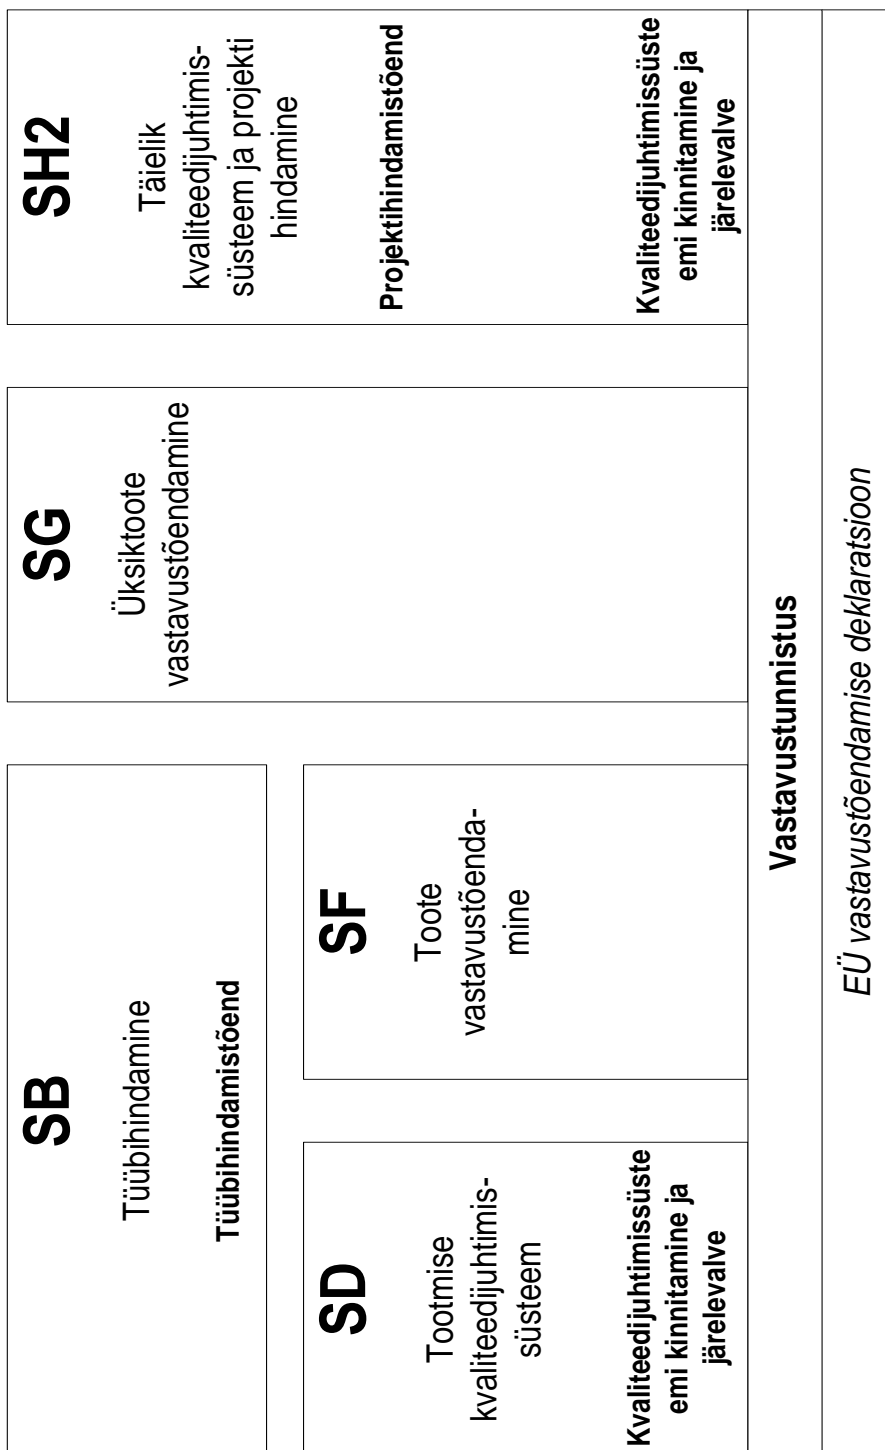 SB
Tüübihindamine
Tüübihindamistõend
SD
Tootmise
kvaliteedijuhtimis-
süsteem
Kvaliteedijuhtimissüste
emi kinnitamine ja
järelevalve
SF
Toote
vastavustõenda-
mine
SG
Üksiktoote
vastavustõendamine
SH2
Täielik
kvaliteedijuhtimis-
süsteem ja projekti
hindamine
Projektihindamistõend
Kvaliteedijuhtimissüste
emi kinnitamine ja
järelevalve
Vastavustunnistus
EÜ vastavustõendamise deklaratsioon